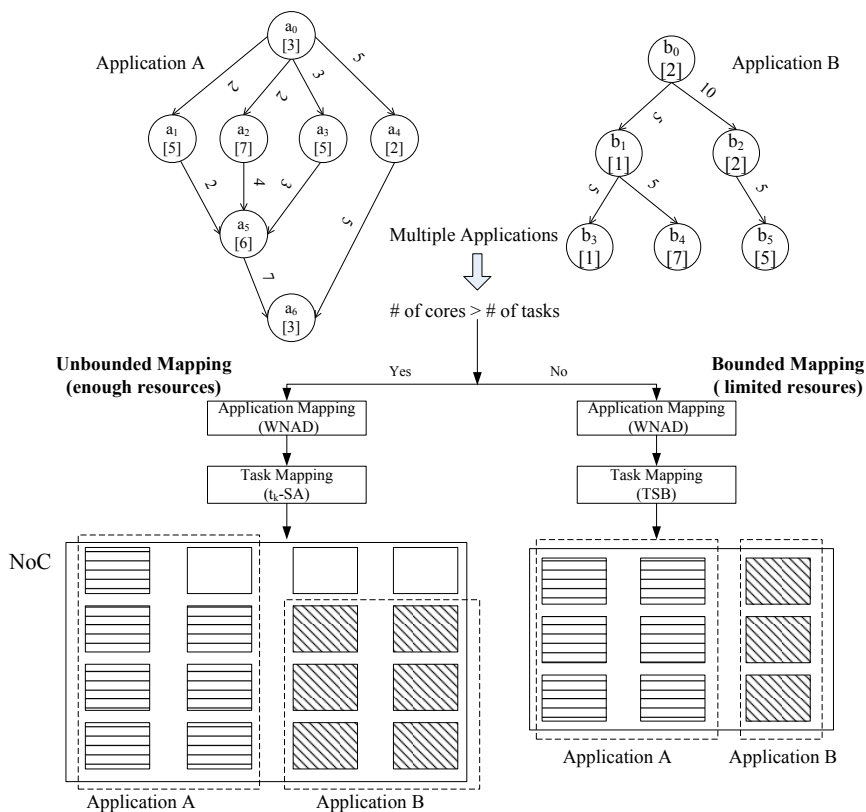 a0
[3]
Application A
5
2
2
3
a1
[5]
a2
[7]
a3
[5]
a4
[2]
2
4
3
5
a5
[6]
7
a6
[3]
b0
[2]
Application B
5
10
b1
[1]
b2
[2]
5
5
5
b3
[1]
b4
[7]
b5
[5]
Multiple Applications
# of cores > # of tasks
Unbounded Mapping
(enough resources)
Yes
No
Bounded Mapping
( limited resoures)
Application Mapping
(WNAD)
Application Mapping
(WNAD)
Task Mapping
(tk-SA)
Task Mapping
(TSB)
NoC
Application A
Application B
Application A
Application B